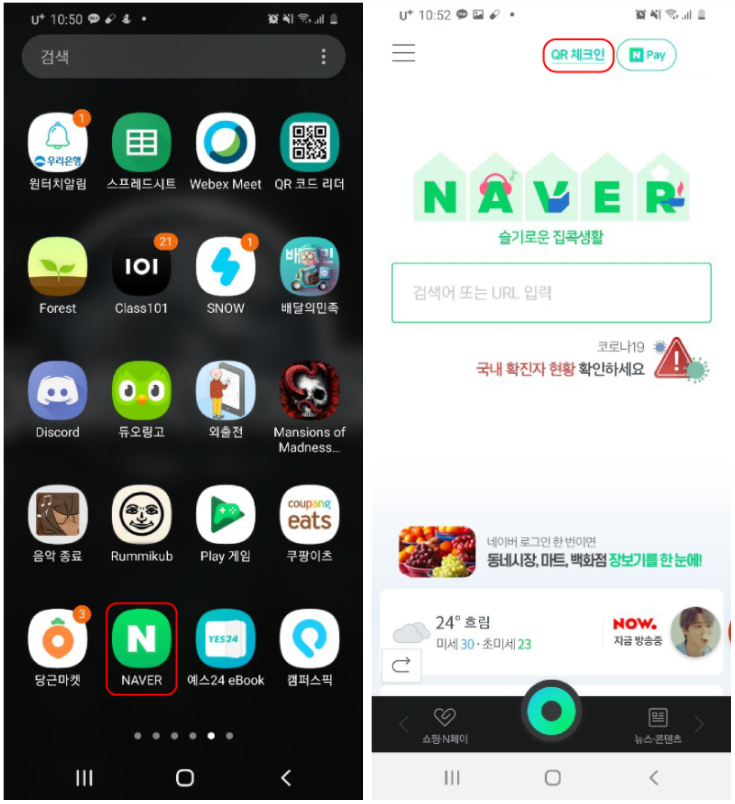 U+ 10:50
검색
1
우리은행
원터치알림
스프레드시트
Webex Meet
QR 코드 리더
Forest
21
101
Class101
1
SNOW
배달의민족
Discord
듀오링고
외출전
Mansions of
Madness...
음악 종료
Rummikub
Play 게임
coupang
eats
쿠팡이츠
3
당근마켓
N
NAVER
YES24
예스24 eBook
캠퍼스픽
U+ 10:52
QR 체크인
N Pay
NAVER
슬기로운 집콕생활
검색어 또는 URL 입력
코로나19
국내 확진자 현황 확인하세요
네이버 로그인 한 번이면
동네시장, 마트, 백화점 장보기를 한 눈에!
24° 흐림
미세 30 · 초미세 23
NOW.
지금 방송중
쇼핑·N페이
뉴스·콘텐츠